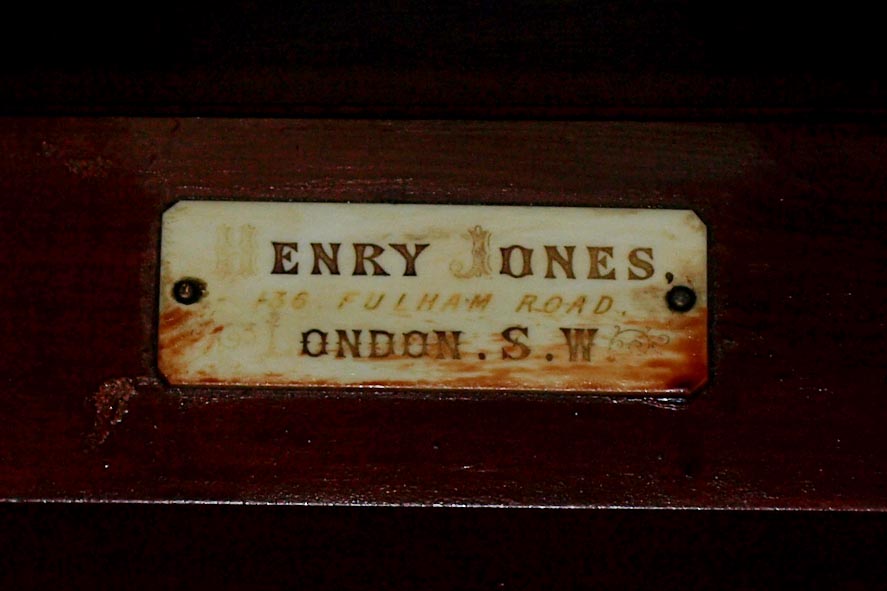 HENRY JONES,
136. FULHAM ROAD.
LONDON. S. W